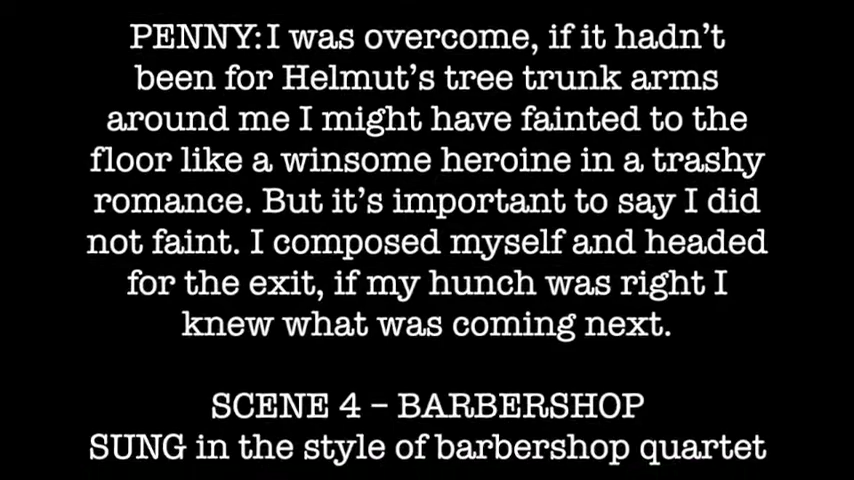 PENNY: I was overcome, if it hadn't
been for Helmut's tree trunk arms
around me I might have fainted to the
floor like a winsome heroine in a trashy
romance. But it's important to say I did
not faint. I composed myself and headed
for the exit, if my hunch was right I
knew what was coming next.
SCENE 4 – BARBERSHOP
SUNG in the style of barbershop quartet